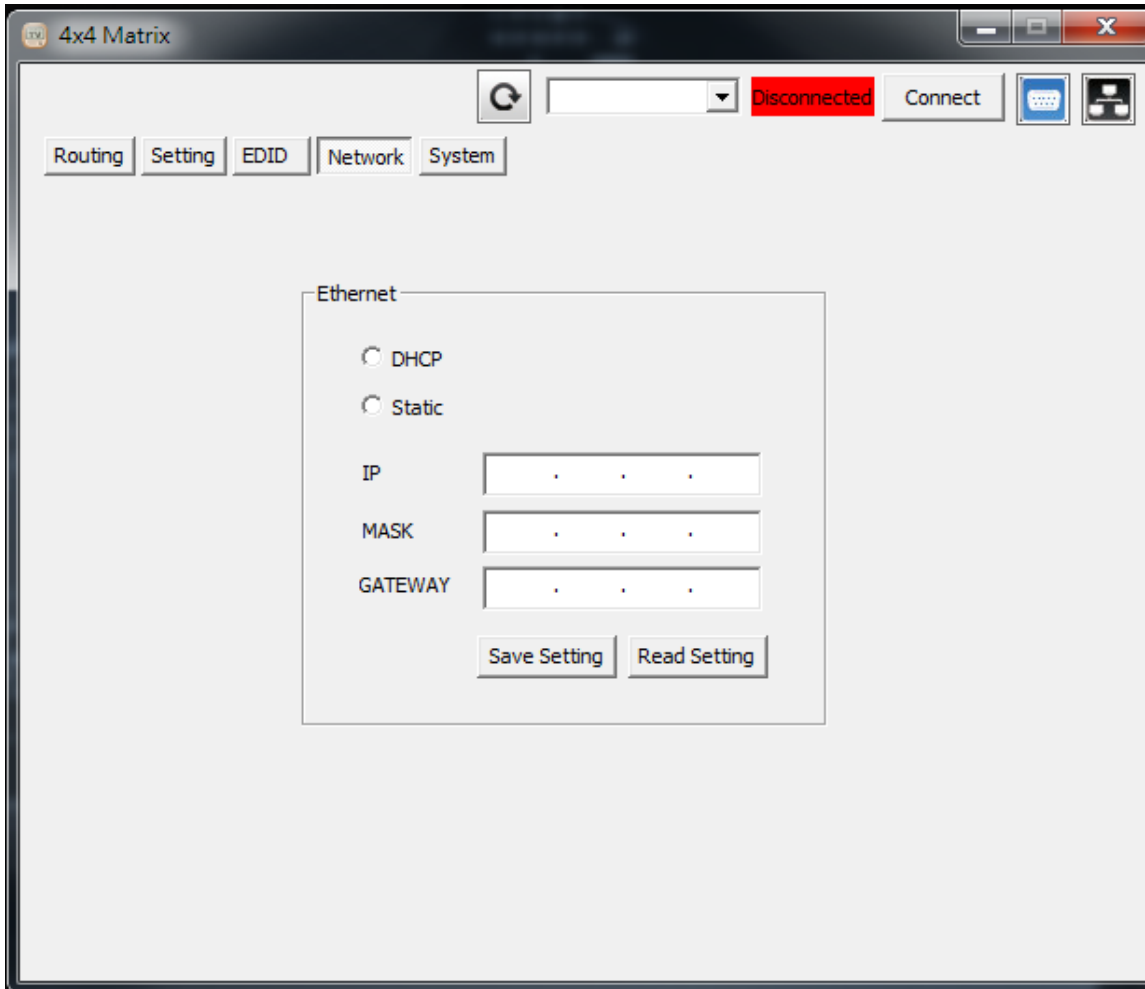 4x4 Matrix
Disconnected Connect
Routing Setting EDID Network System
Ethernet
DHCP
Static
IP . . .
MASK . . .
GATEWAY . . .
Save Setting Read Setting